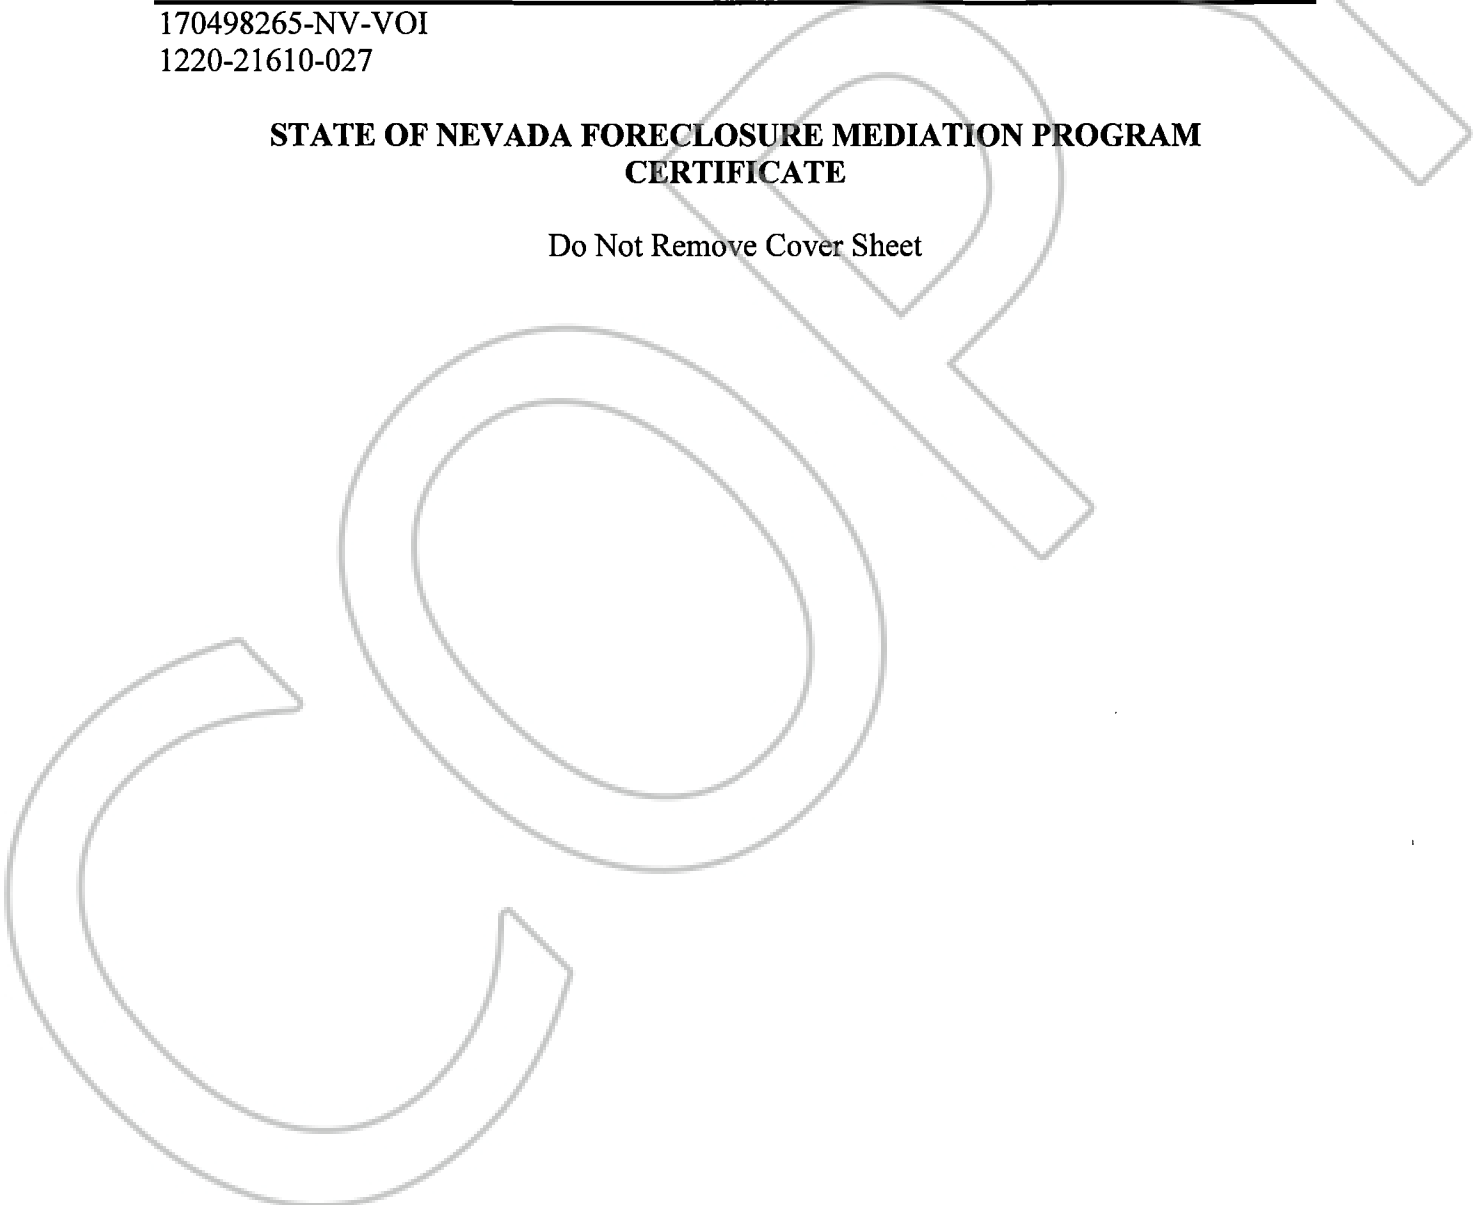 170498265-NV-VOI
1220-21610-027
STATE OF NEVADA FORECLOSURE MEDIATION PROGRAM
CERTIFICATE
Do Not Remove Cover Sheet
COPY